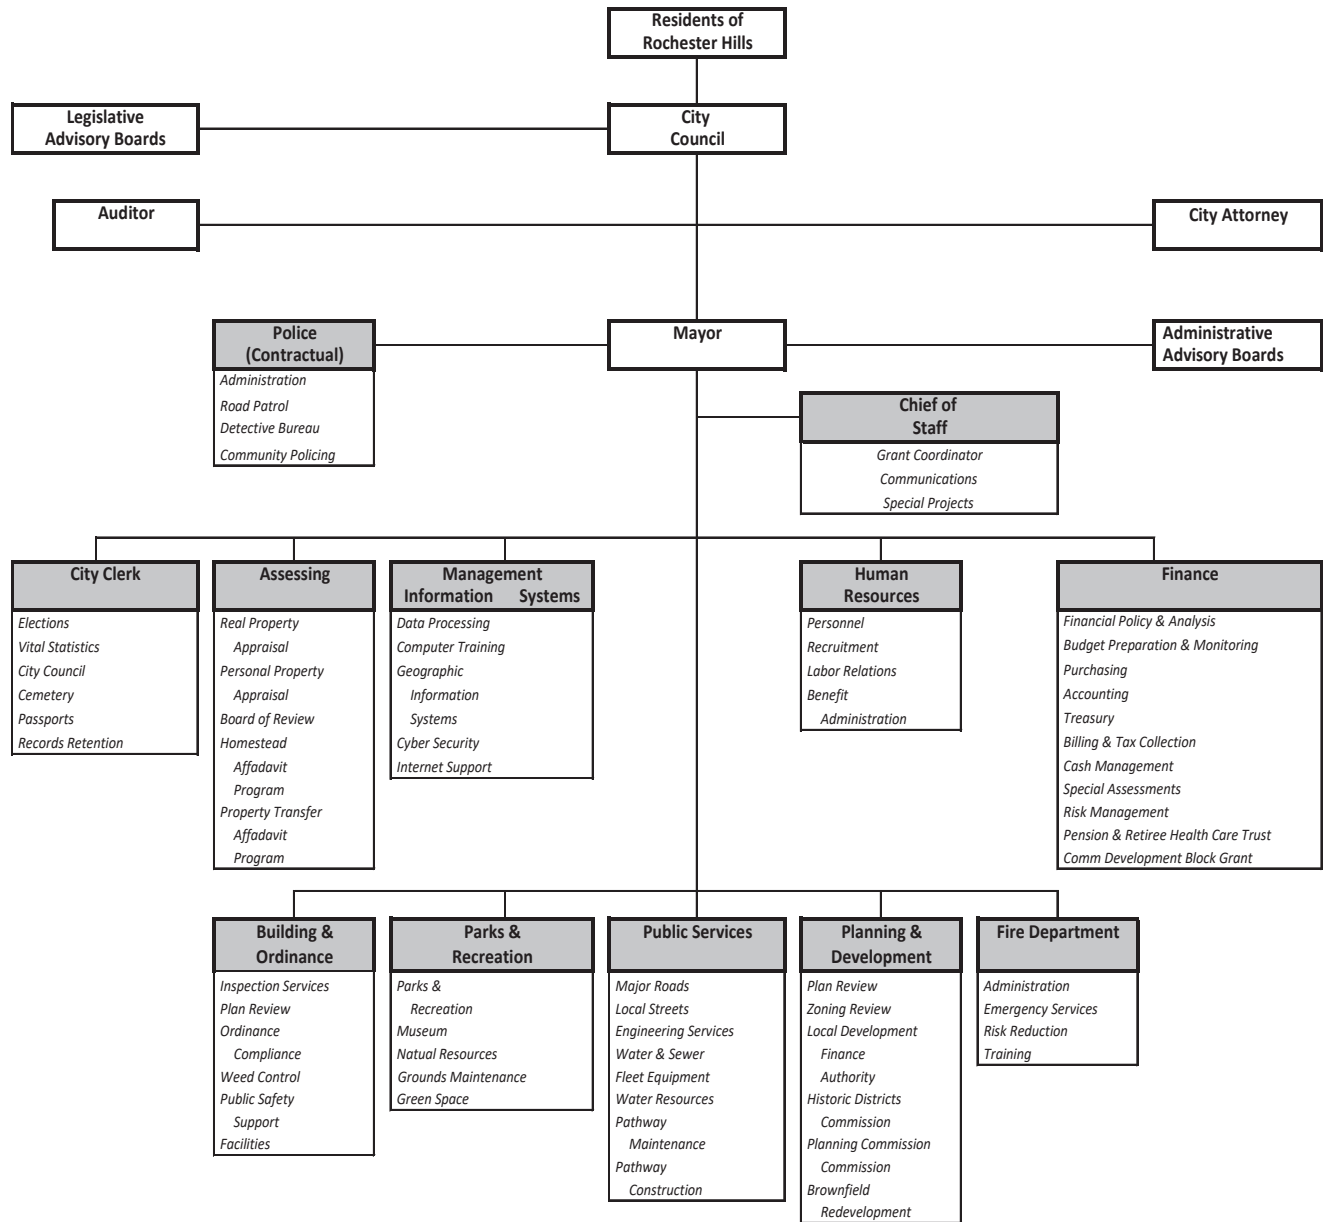 Residents of
Rochester Hills
Legislative
Advisory Boards
City
Council
Auditor
City Attorney
Police
(Contractual)
Administration
Road Patrol
Detective Bureau
Community Policing
Mayor
Administrative
Advisory Boards
Chief of
Staff
Grant Coordinator
Communications
Special Projects
City Clerk
Elections
Vital Statistics
City Council
Cemetery
Passports
Records Retention
Assessing
Real Property
Appraisal
Personal Property
Appraisal
Board of Review
Homestead
Affadavit
Program
Property Transfer
Affadavit
Program
Management
Information Systems
Data Processing
Computer Training
Geographic
Information
Systems
Cyber Security
Internet Support
Human
Resources
Personnel
Recruitment
Labor Relations
Benefit
Administration
Finance
Financial Policy & Analysis
Budget Preparation & Monitoring
Purchasing
Accounting
Treasury
Billing & Tax Collection
Cash Management
Special Assessments
Risk Management
Pension & Retiree Health Care Trust
Comm Development Block Grant
Building &
Ordinance
Inspection Services
Plan Review
Ordinance
Compliance
Weed Control
Public Safety
Support
Facilities
Parks &
Recreation
Parks &
Recreation
Museum
Natual Resources
Grounds Maintenance
Green Space
Public Services
Major Roads
Local Streets
Engineering Services
Water & Sewer
Fleet Equipment
Water Resources
Pathway
Maintenance
Pathway
Construction
Planning &
Development
Plan Review
Zoning Review
Local Development
Finance
Authority
Historic Districts
Commission
Planning Commission
Commission
Brownfield
Redevelopment
Fire Department
Administration
Emergency Services
Risk Reduction
Training